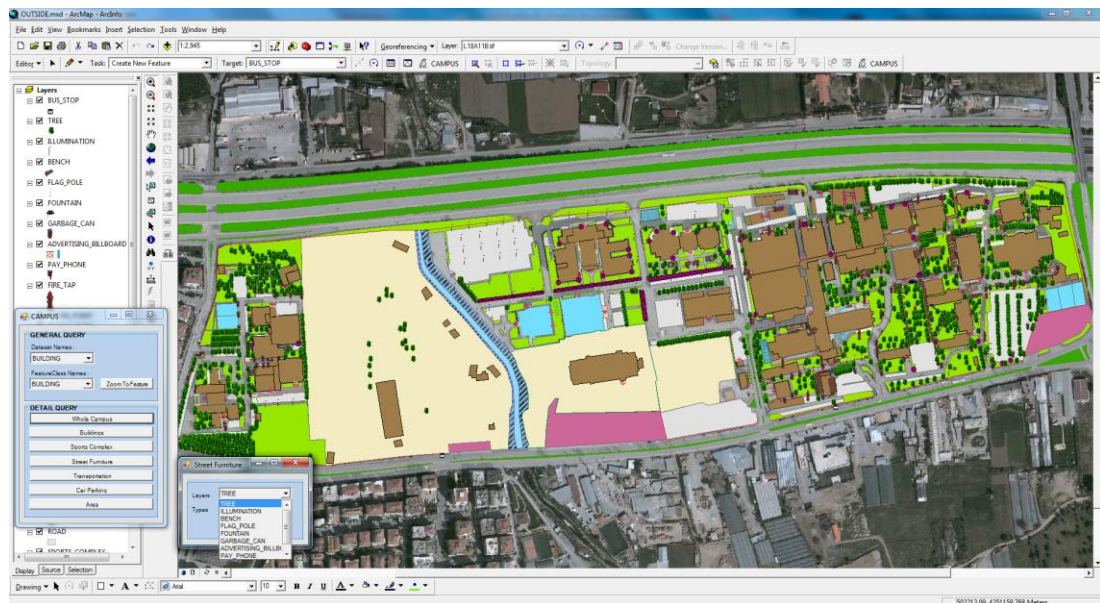 OUTSIDE.mxd - ArcMap - ArcInfo
File Edit View Bookmarks Insert Selection Tools Window Help
1:2,945
Georeferencing Layer: L18A11B.tif
Change Version...
Editor Task: Create New Feature Target: BUS_STOP
CAMPUS
Topology:
CAMPUS
Layers
BUS_STOP
TREE
ILLUMINATION
BENCH
FLAG_POLE
FOUNTAIN
GARBAGE_CAN
ADVERTISING_BILLBOARD
PAY_PHONE
FIRE_TAP
CAMPUS
GENERAL QUERY
Dataset Names:
BUILDING
FeatureClass Names:
BUILDING
Zoom To Feature
DETAIL QUERY
Whole Campus
Buildings
Sports Complex
Street Furniture
Transportation
Car Parking
Area
Street Furniture
Layers TREE
Types
TREE
ILLUMINATION
BENCH
FLAG_POLE
FOUNTAIN
GARBAGE_CAN
ADVERTISING_BILLBO
PAY_PHONE
ROAD
SPORTS_COMPLEX
Display Source Selection
Drawing A Arial 10 B I U A